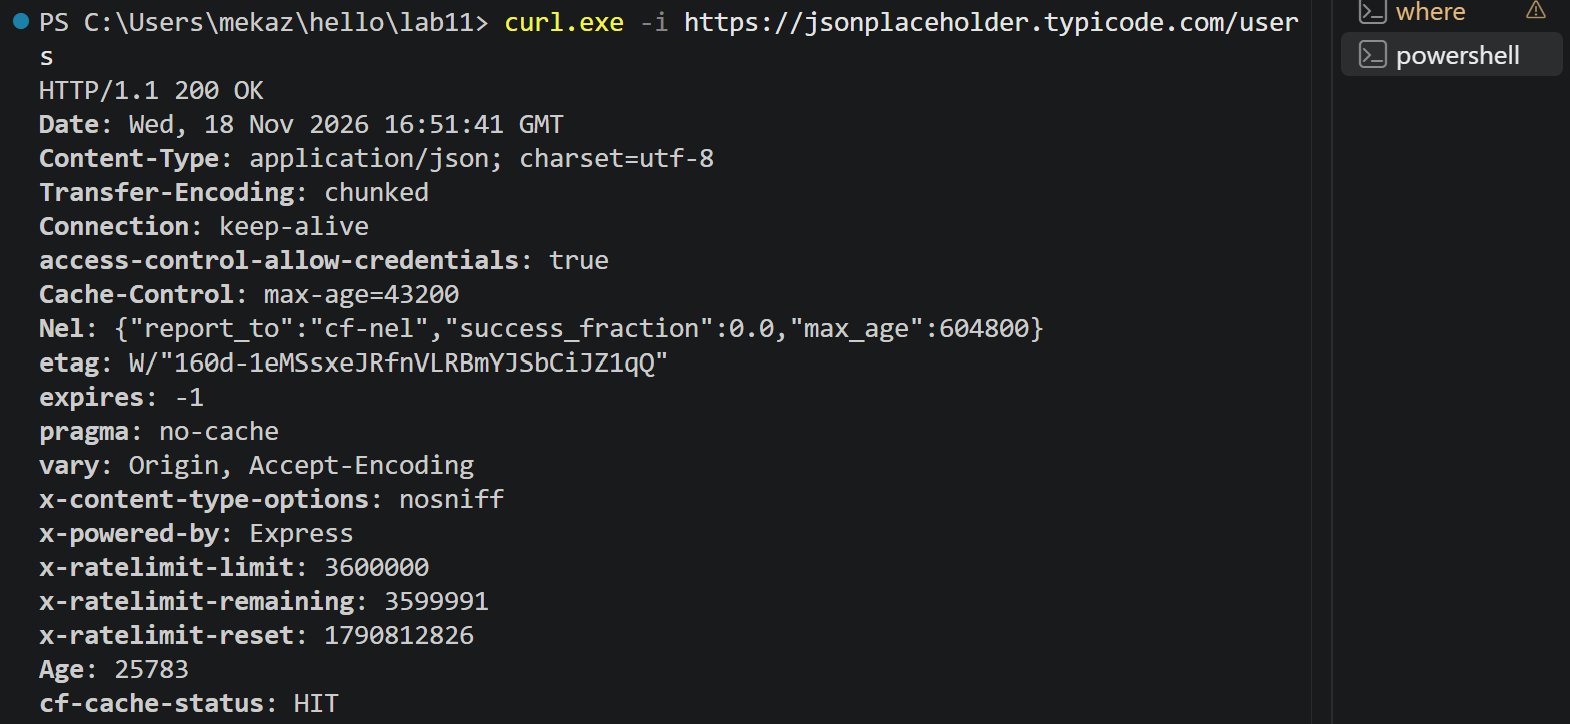 PS C:\Users\mekaz\hello\lab11> curl.exe -i https://jsonplaceholder.typicode.com/user
s
HTTP/1.1 200 OK
Date: Wed, 18 Nov 2026 16:51:41 GMT
Content-Type: application/json; charset=utf-8
Transfer-Encoding: chunked
Connection: keep-alive
access-control-allow-credentials: true
Cache-Control: max-age=43200
Nel: {"report_to":"cf-nel","success_fraction":0.0,"max_age":604800}
etag: W/"160d-1eMSsxeJRfnVLRBmYJSbCiJZ1qQ"
expires: -1
pragma: no-cache
vary: Origin, Accept-Encoding
x-content-type-options: nosniff
x-powered-by: Express
x-ratelimit-limit: 3600000
x-ratelimit-remaining: 3599991
x-ratelimit-reset: 1790812826
Age: 25783
cf-cache-status: HIT
where
powershell